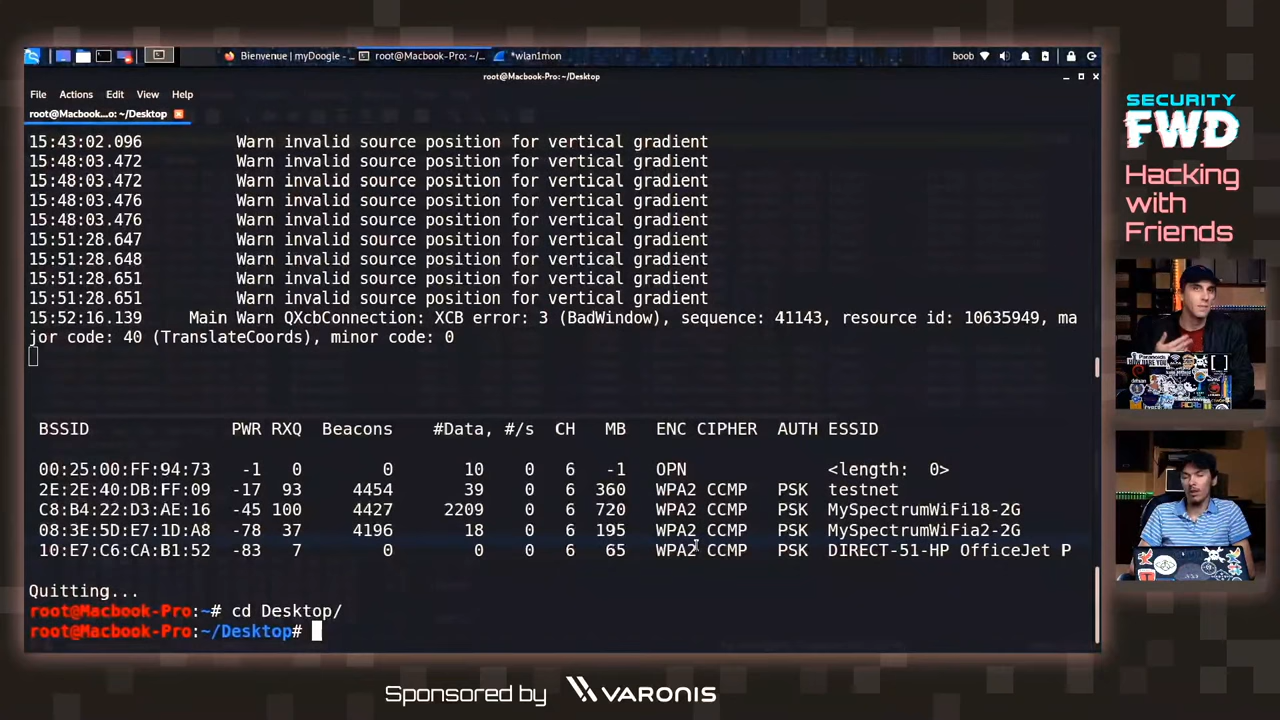 Bienvenue | myDoogle - ...
root@Macbook-Pro: ~/...
*wlan1mon
boob
root@Macbook-Pro: ~/Desktop
File Actions Edit View Help
root@Macbook...o: ~/Desktop
15:43:02.096 Warn invalid source position for vertical gradient
15:48:03.472 Warn invalid source position for vertical gradient
15:48:03.472 Warn invalid source position for vertical gradient
15:48:03.476 Warn invalid source position for vertical gradient
15:48:03.476 Warn invalid source position for vertical gradient
15:51:28.647 Warn invalid source position for vertical gradient
15:51:28.648 Warn invalid source position for vertical gradient
15:51:28.651 Warn invalid source position for vertical gradient
15:51:28.651 Warn invalid source position for vertical gradient
15:52:16.139 Main Warn QXcbConnection: XCB error: 3 (BadWindow), sequence: 41143, resource id: 10635949, ma
jor code: 40 (TranslateCoords), minor code: 0
BSSID PWR RXQ Beacons #Data, #/s CH MB ENC CIPHER AUTH ESSID
00:25:00:FF:94:73 -1 0 0 10 0 6 -1 OPN <length: 0>
2E:2E:40:DB:FF:09 -17 93 4454 39 0 6 360 WPA2 CCMP PSK testnet
C8:B4:22:D3:AE:16 -45 100 4427 2209 0 6 720 WPA2 CCMP PSK MySpectrumWiFi18-2G
08:3E:5D:E7:1D:A8 -78 37 4196 18 0 6 195 WPA2 CCMP PSK MySpectrumWiFia2-2G
10:E7:C6:CA:B1:52 -83 7 0 0 0 6 65 WPA2 CCMP PSK DIRECT-51-HP OfficeJet P
Quitting...
root@Macbook-Pro:~# cd Desktop/
root@Macbook-Pro:~/Desktop#
SECURITY
FWD
Hacking
with
Friends
Sponsored by VARONIS